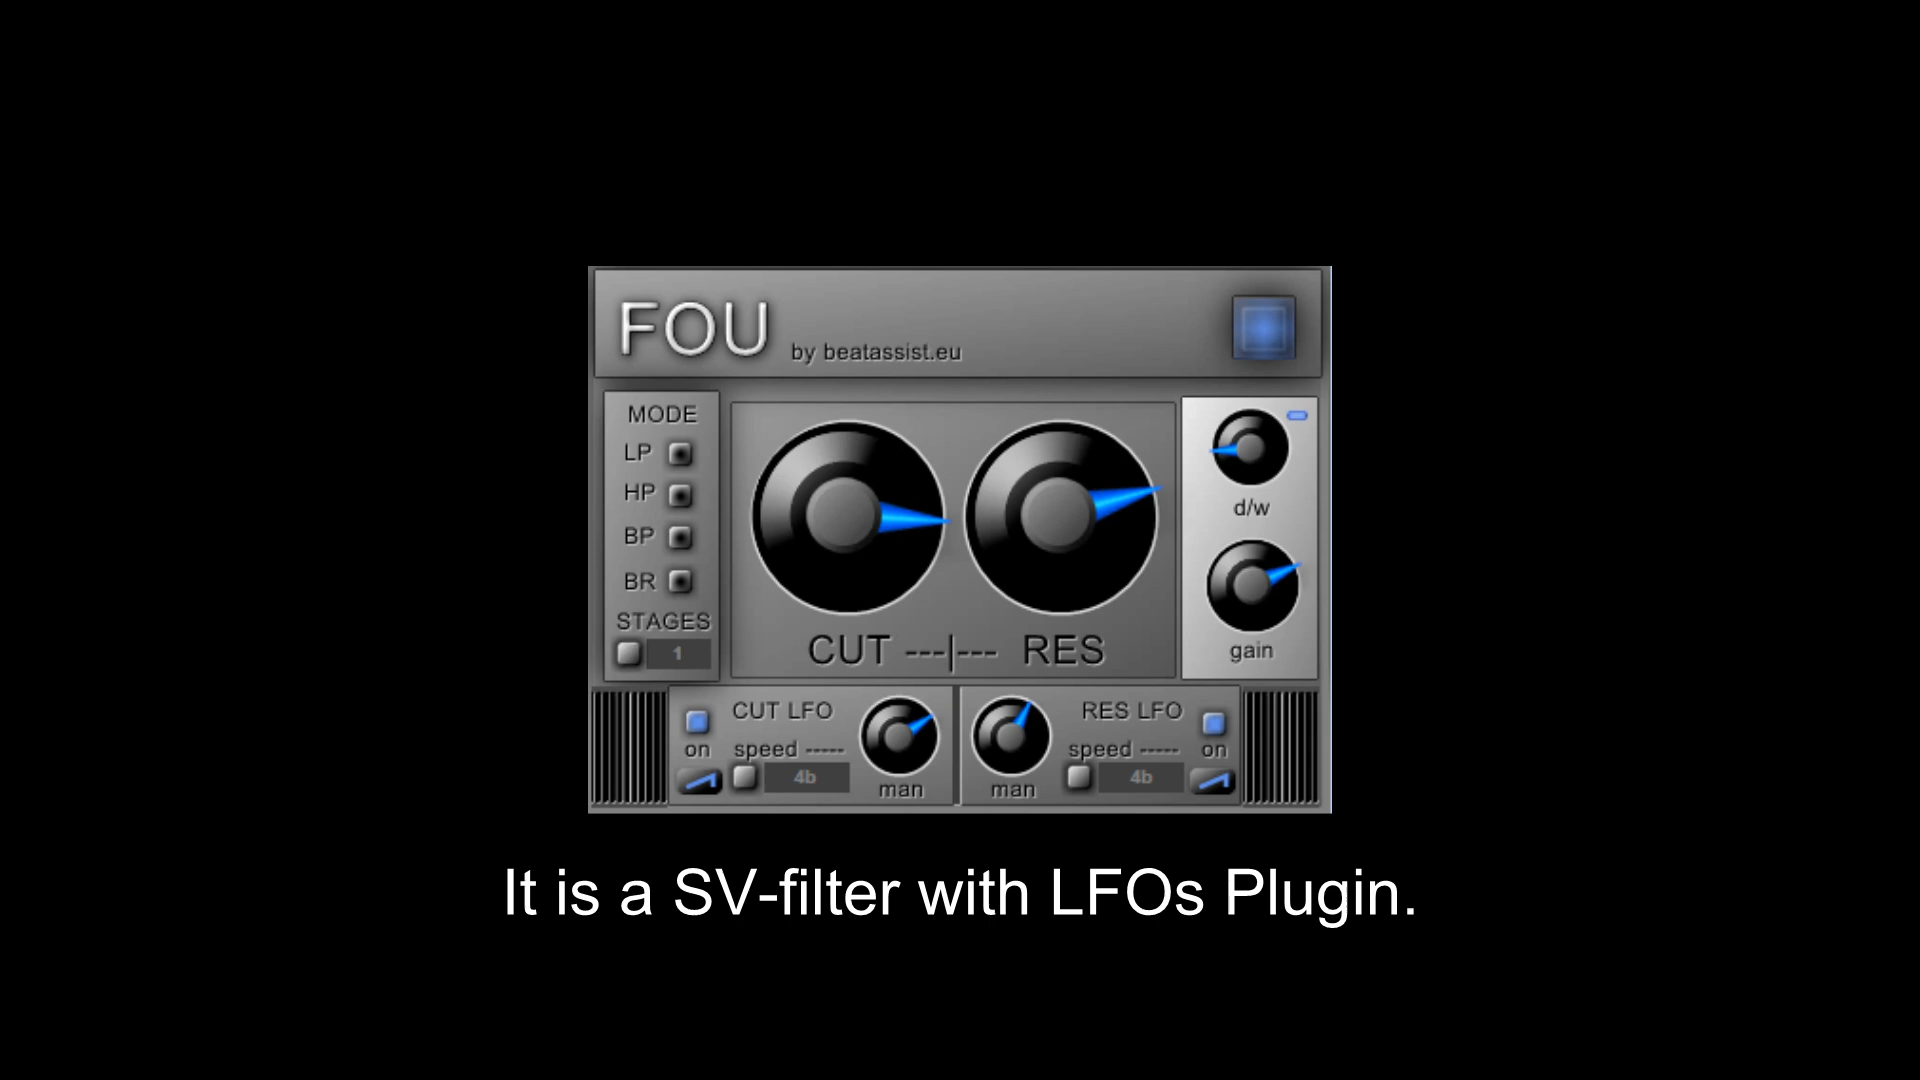 FOU by beatassist.eu
MODE
LP
HP
BP
BR
STAGES
1
CUT ---|--- RES
d/w
gain
CUT LFO
on
speed -----
4b
man
RES LFO
man
speed -----
on
4b
It is a SV-filter with LFOs Plugin.